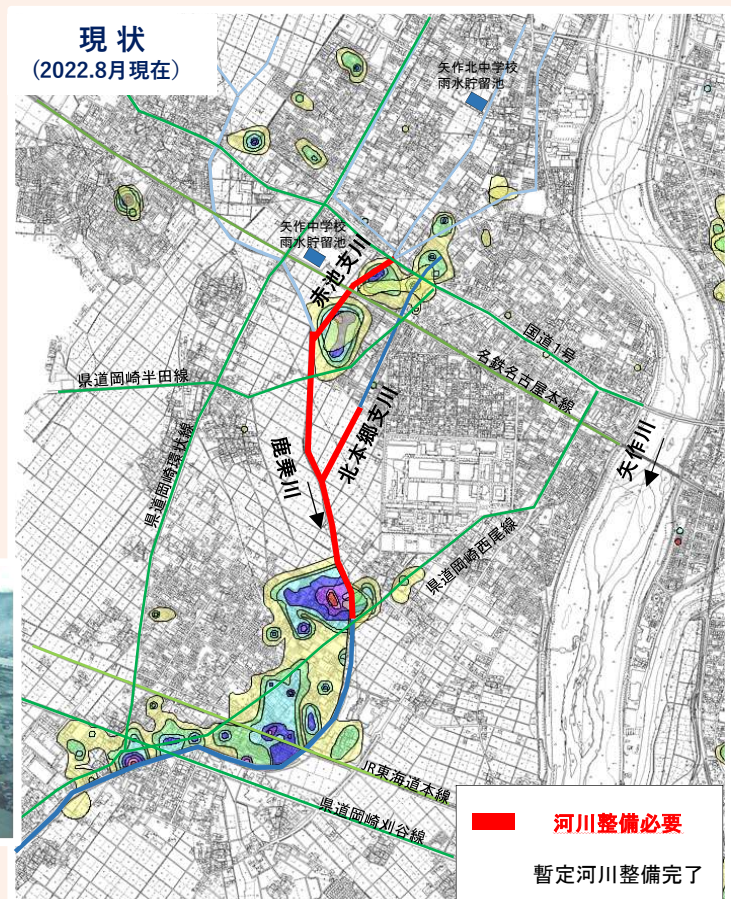 現状
(2022.8月現在)
矢作北中学校
雨水貯留池
矢作中学校
雨水貯留池
赤池支川
国道1号
名鉄名古屋本線
県道岡崎半田線
北本郷支川
矢作川
県道岡崎環状線
鹿乗川
県道岡崎西尾線
JR東海道本線
県道岡崎刈谷線
河川整備必要
暫定河川整備完了